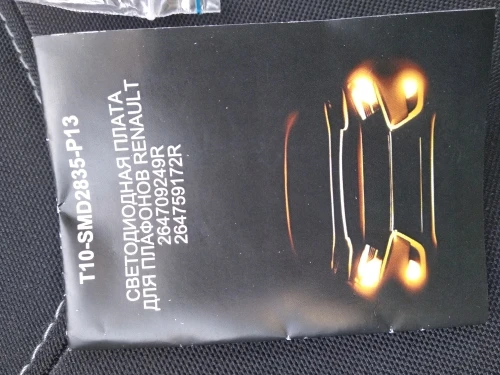 T10-SMD2835-P13
СВЕТОДИОДНАЯ ПЛАТА
ДЛЯ ПЛАФОНОВ RENAULT
264709249R
264759172R